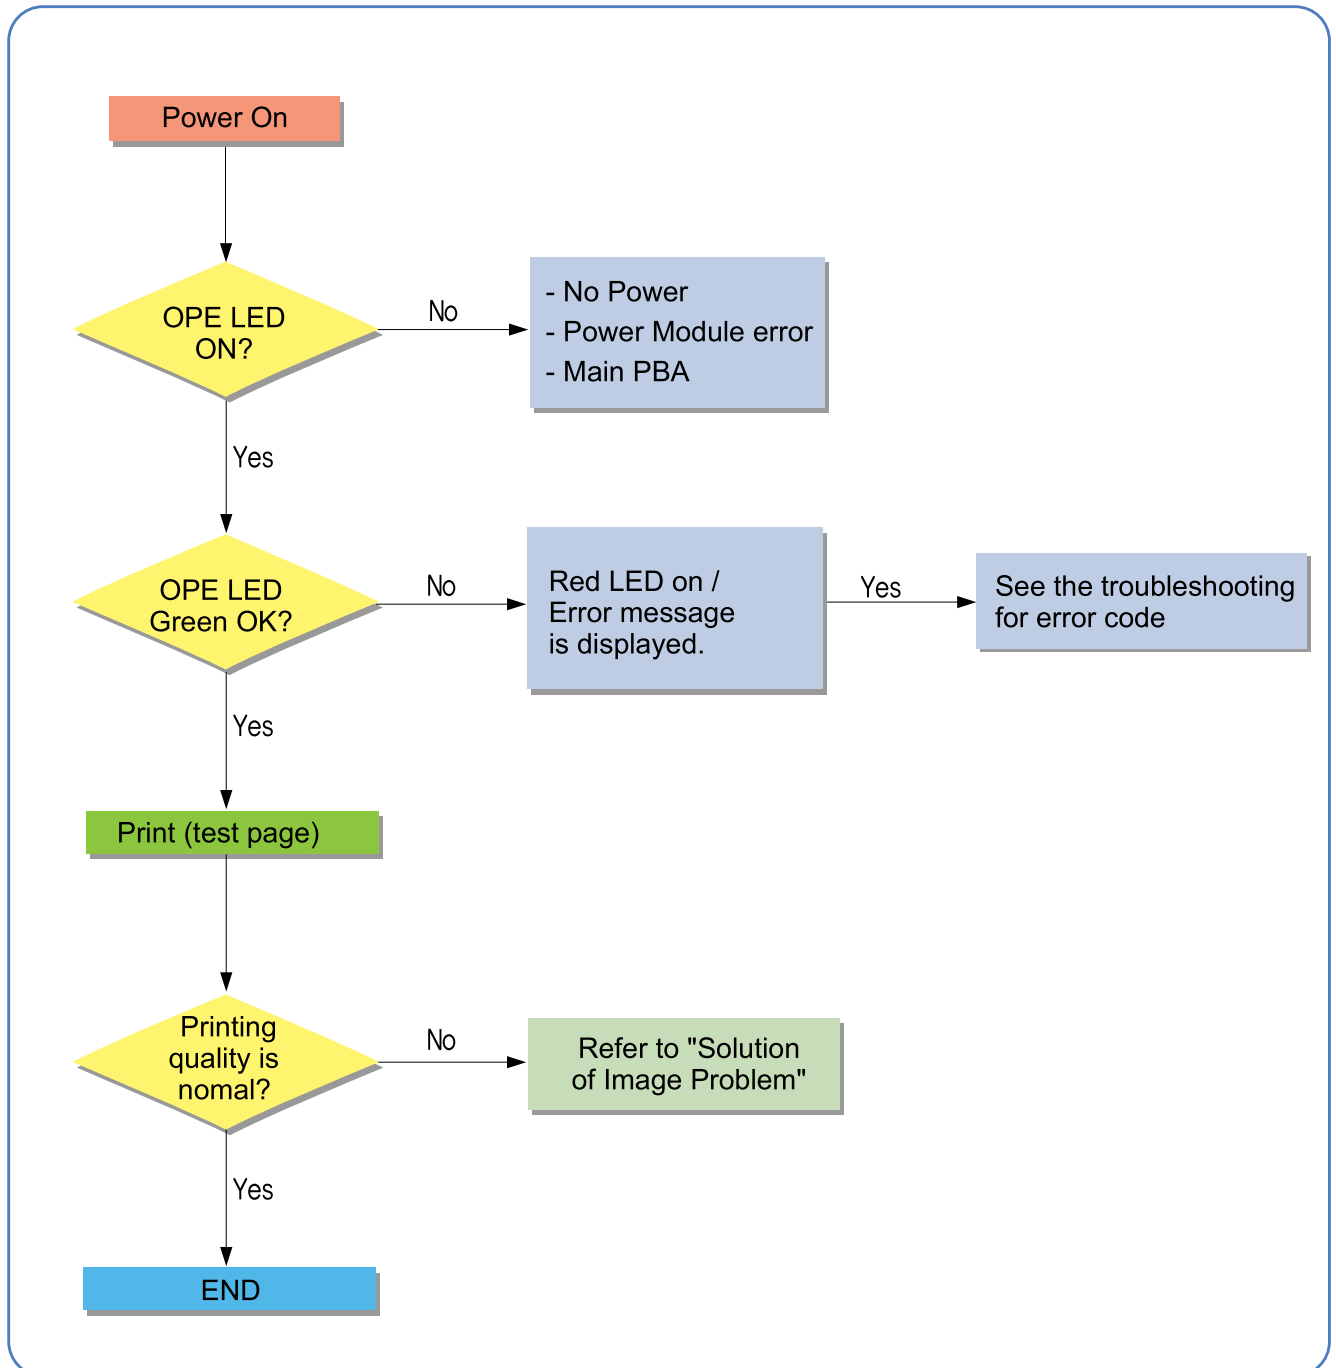 Power On
OPE LED
ON?
No
- No Power
- Power Module error
- Main PBA
Yes
OPE LED
Green OK?
No
Red LED on /
Error message
is displayed.
Yes
See the troubleshooting
for error code
Yes
Print (test page)
Printing
quality is
nomal?
No
Refer to "Solution
of Image Problem"
Yes
END